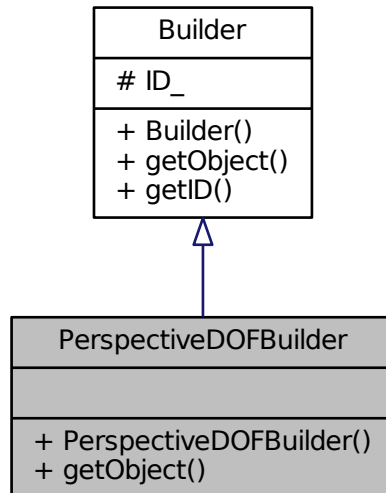 Builder
# ID_
+ Builder()
+ getObject()
+ getID()
PerspectiveDOFBuilder
+ PerspectiveDOFBuilder()
+ getObject()